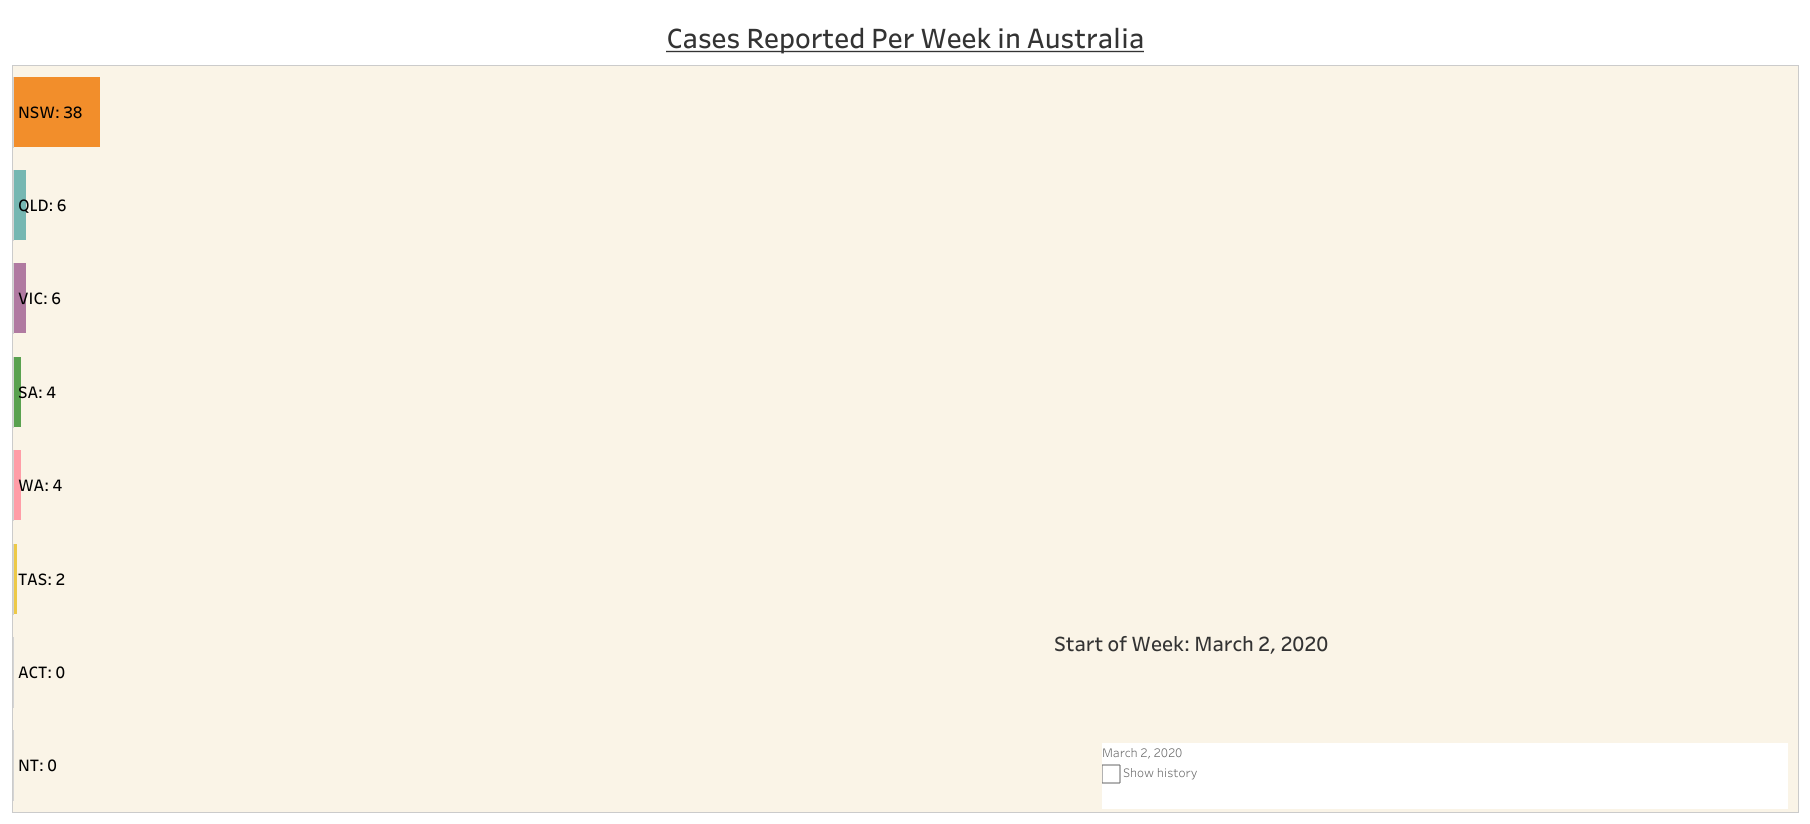 Cases Reported Per Week in Australia
NSW: 38
QLD: 6
VIC: 6
SA: 4
WA: 4
TAS: 2
Start of Week: March 2, 2020
ACT: 0
March 2, 2020
NT: 0
Show history